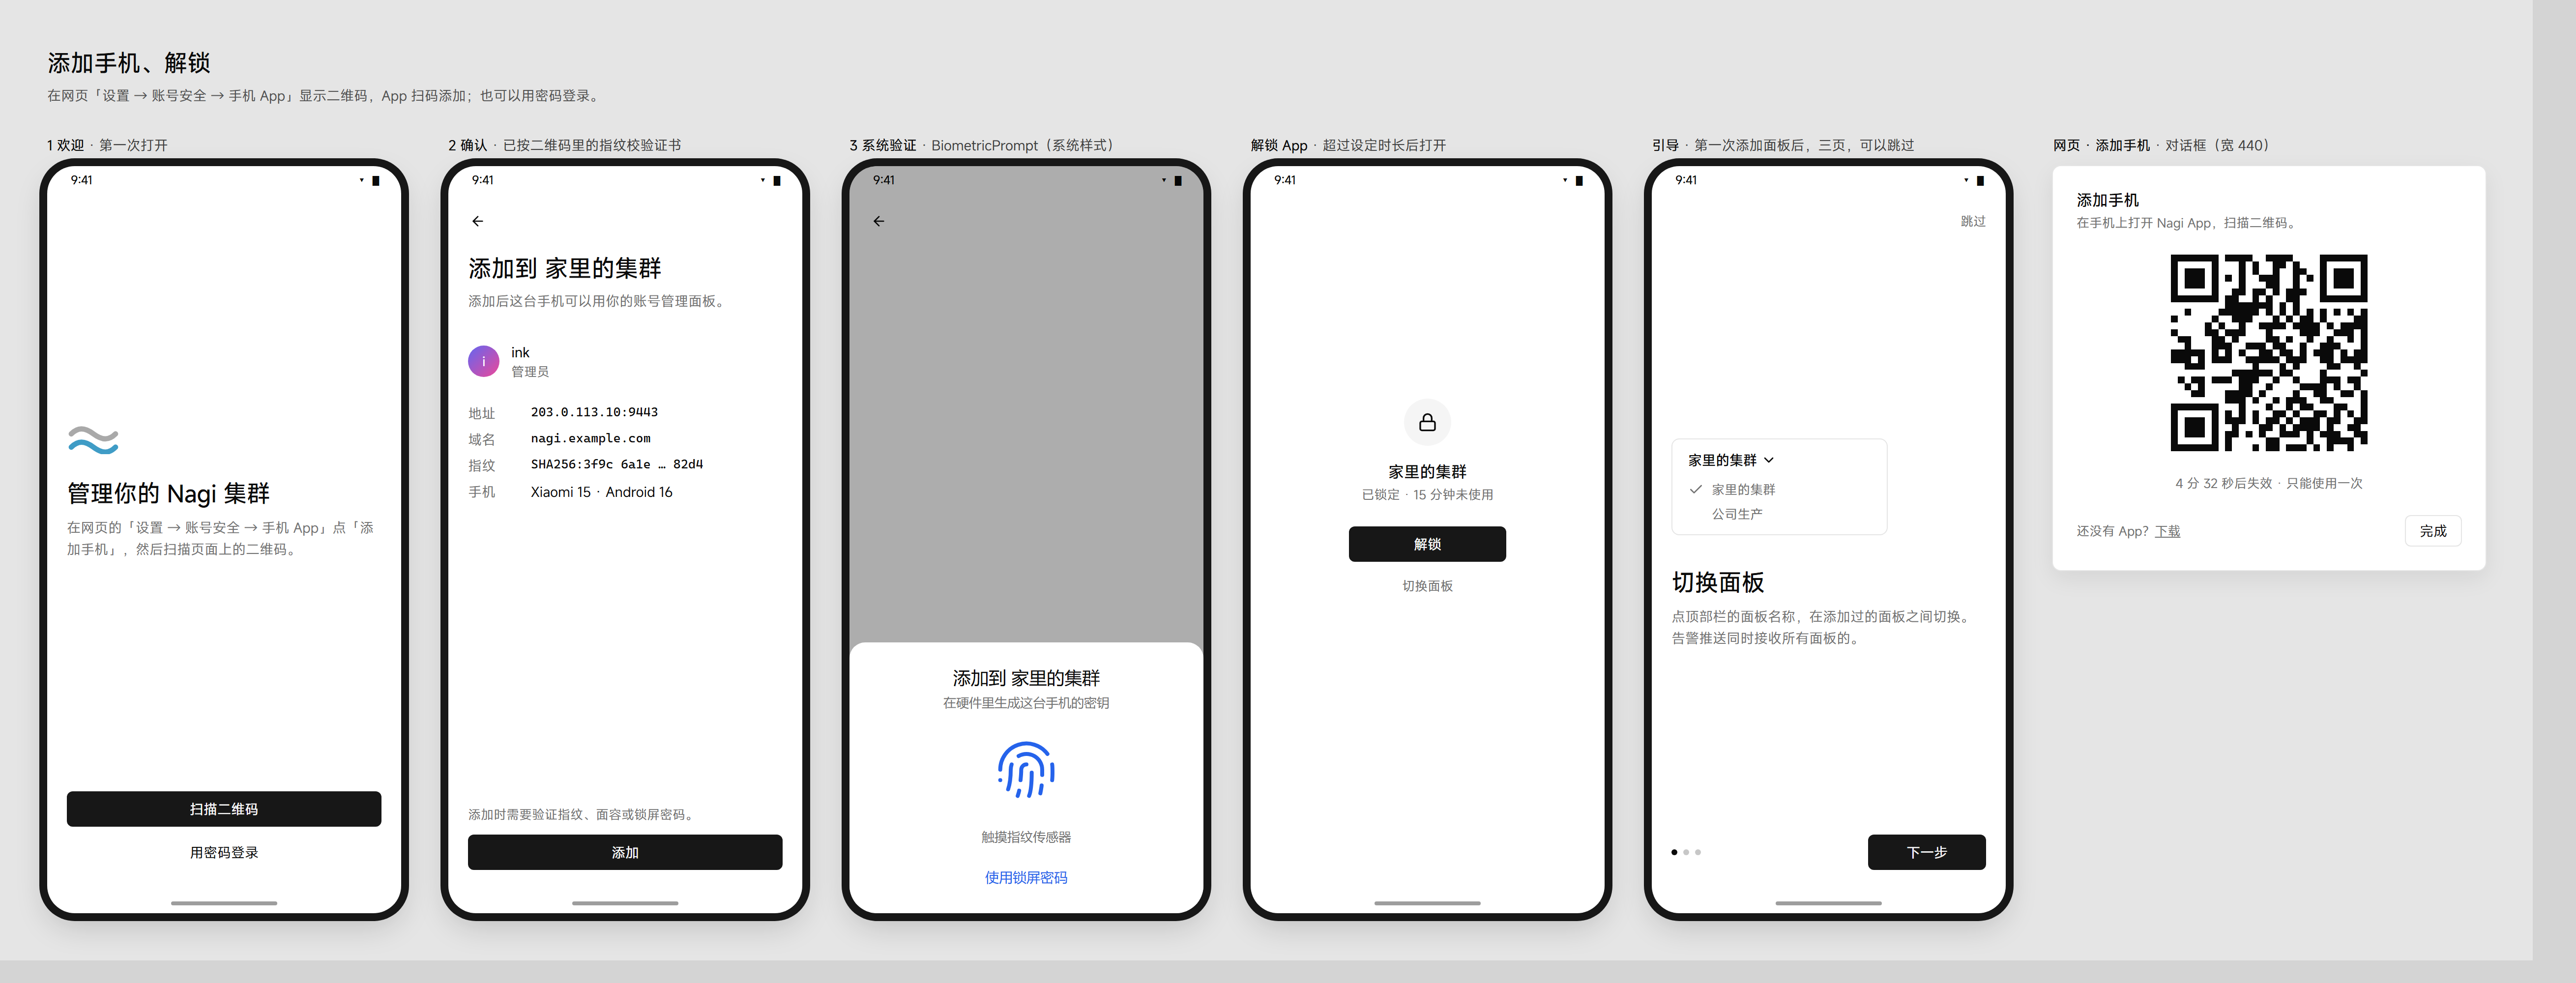 添加手机、解锁
在网页「设置 → 账号安全 → 手机 App」显示二维码，App 扫码添加；也可以用密码登录。
1 欢迎 · 第一次打开
9:41
管理你的 Nagi 集群
在网页的「设置 → 账号安全 → 手机 App」点「添
加手机」，然后扫描页面上的二维码。
扫描二维码
用密码登录
2 确认 · 已按二维码里的指纹校验证书
9:41
添加到 家里的集群
添加后这台手机可以用你的账号管理面板。
i
ink
管理员
地址 203.0.113.10:9443
域名 nagi.example.com
指纹 SHA256:3f9c 6a1e … 82d4
手机 Xiaomi 15 · Android 16
添加时需要验证指纹、面容或锁屏密码。
添加
3 系统验证 · BiometricPrompt（系统样式）
9:41
添加到 家里的集群
在硬件里生成这台手机的密钥
触摸指纹传感器
使用锁屏密码
解锁 App · 超过设定时长后打开
9:41
家里的集群
已锁定 · 15 分钟未使用
解锁
切换面板
引导 · 第一次添加面板后，三页，可以跳过
9:41
跳过
家里的集群
家里的集群
公司生产
切换面板
点顶部栏的面板名称，在添加过的面板之间切换。
告警推送同时接收所有面板的。
下一步
网页 · 添加手机 · 对话框（宽 440）
添加手机
在手机上打开 Nagi App，扫描二维码。
4 分 32 秒后失效 · 只能使用一次
还没有 App？下载
完成